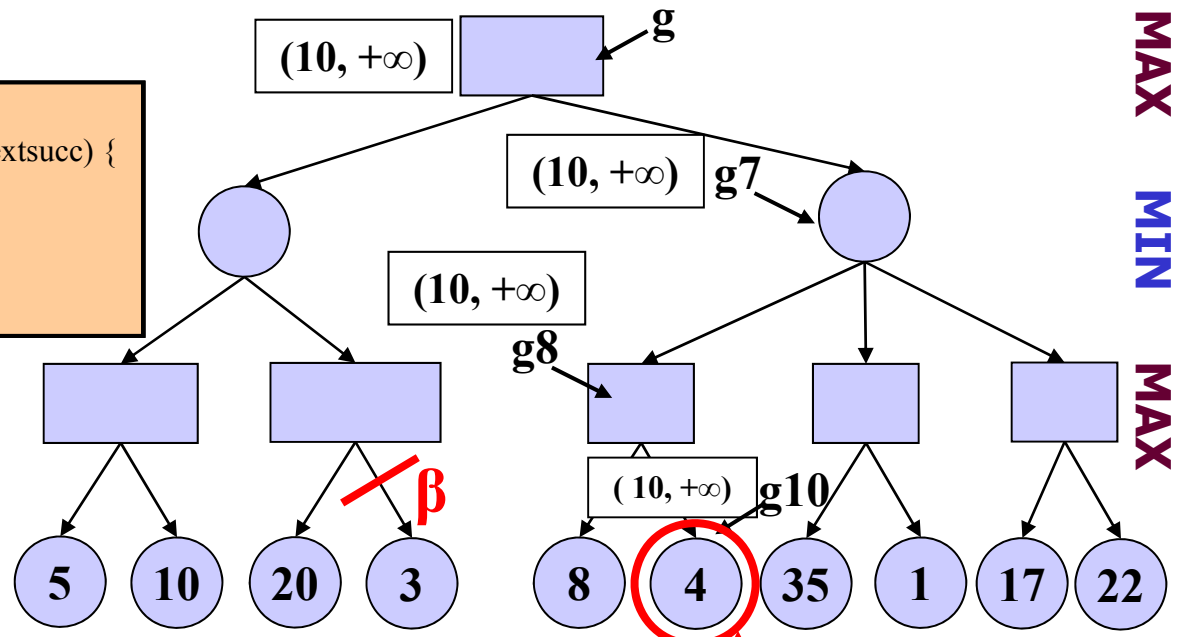 g
(10, +∞)
MAX
extsucc) {
(10, +∞)
g7
MIN
(10, +∞)
g8
MAX
( 10, +∞)
g10
β
5 10 20 3 8 4 35 1 17 22